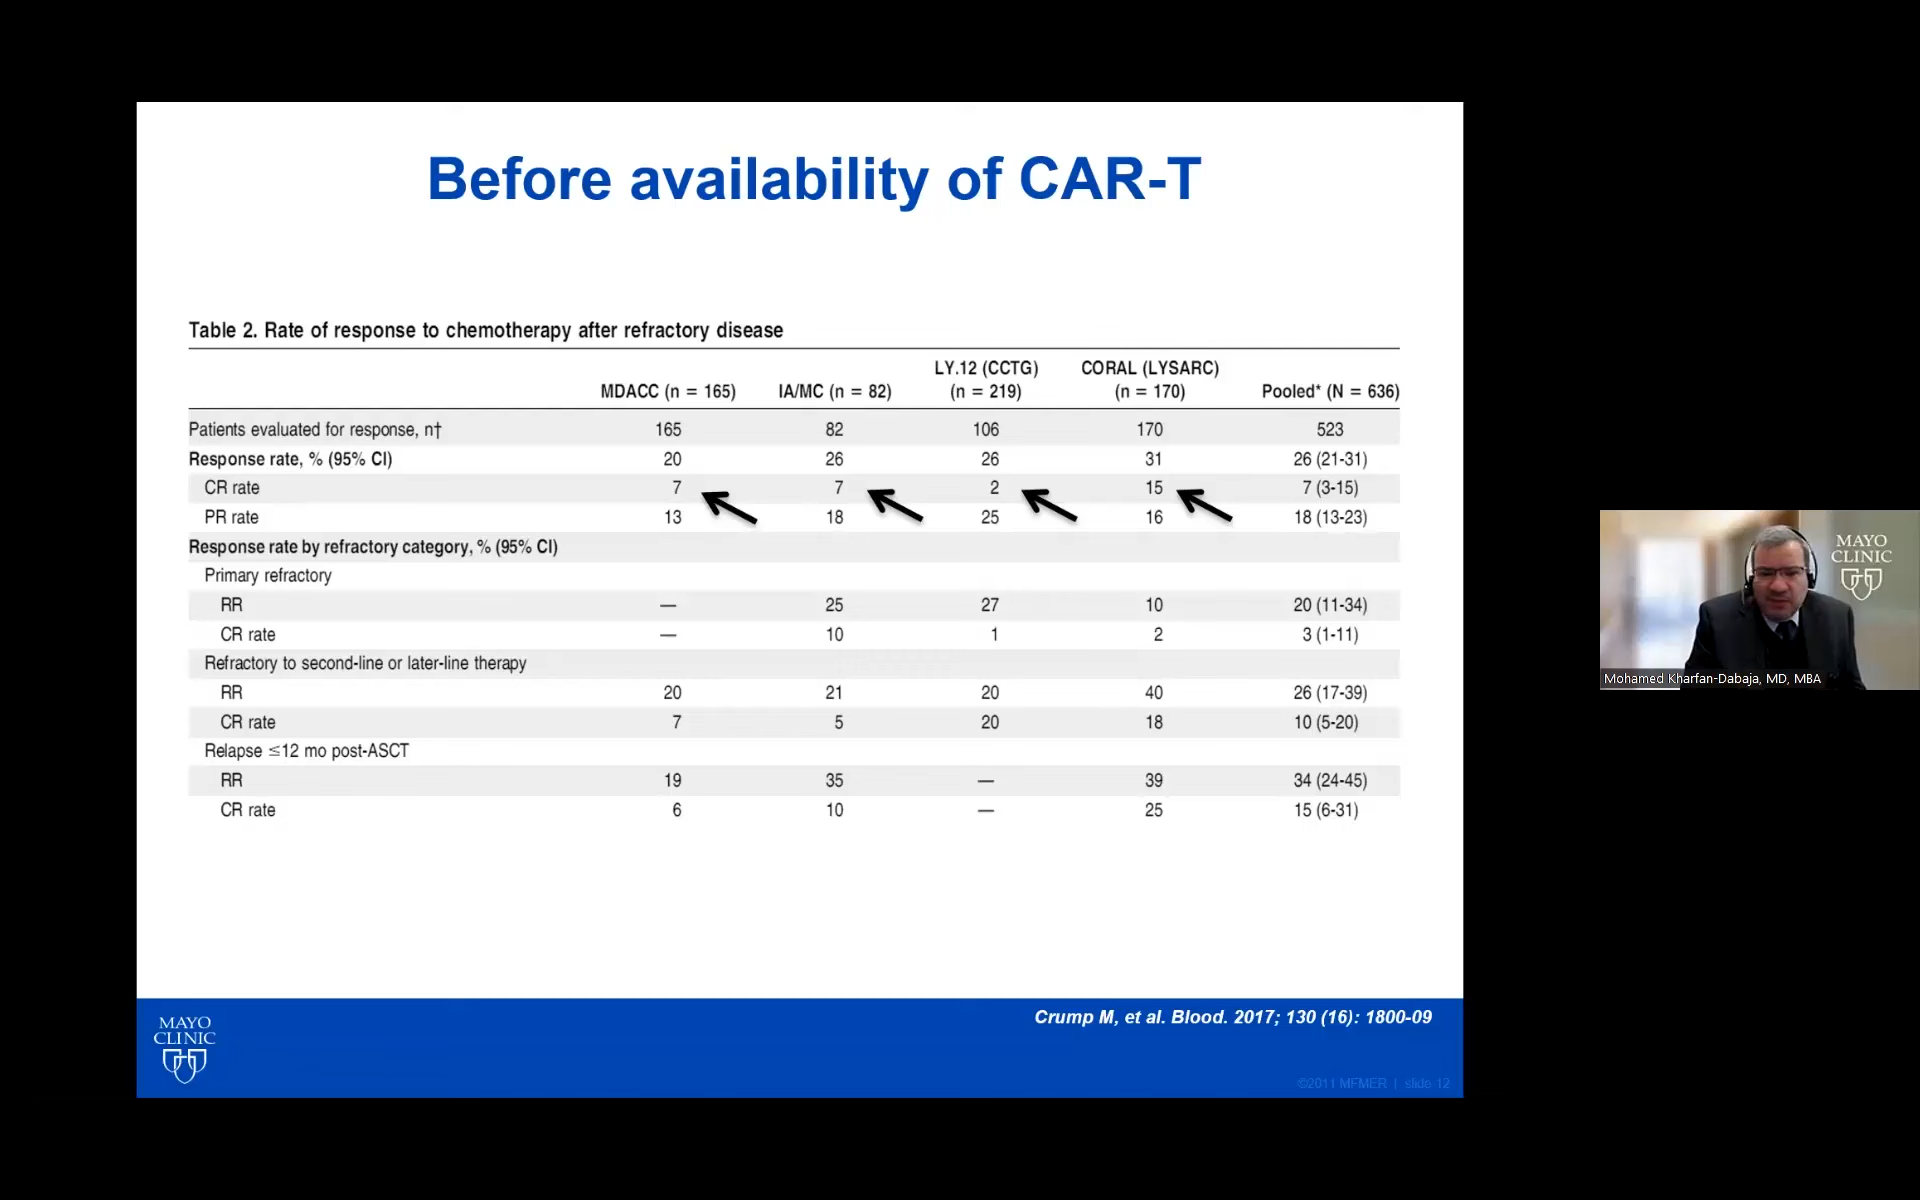 Before availability of CAR-T
Table 2. Rate of response to chemotherapy after refractory disease
MDACC (n = 165) IA/MC (n = 82) LY.12 (CCTG) (n = 219) CORAL (LYSARC) (n = 170) Pooled* (N = 636)
Patients evaluated for response, n† 165 82 106 170 523
Response rate, % (95% CI) 20 26 26 31 26 (21-31)
CR rate 7 7 2 15 7 (3-15)
PR rate 13 18 25 16 18 (13-23)
Response rate by refractory category, % (95% CI)
Primary refractory
RR — 25 27 10 20 (11-34)
CR rate — 10 1 2 3 (1-11)
Refractory to second-line or later-line therapy
RR 20 21 20 40 26 (17-39)
CR rate 7 5 20 18 10 (5-20)
Relapse ≤12 mo post-ASCT
RR 19 35 — 39 34 (24-45)
CR rate 6 10 — 25 15 (6-31)
MAYO
CLINIC
Crump M, et al. Blood. 2017; 130 (16): 1800-09
©2011 MFMER | slide 12
MAYO
CLINIC
Mohamed Kharfan-Dabaja, MD, MBA